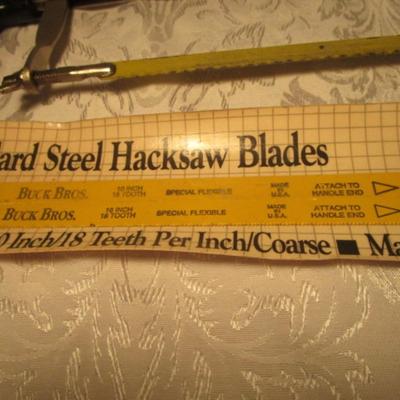 ard Steel Hacksaw Blades
BUCK BROS. 10 INCH 18 TOOTH SPECIAL FLEXIBLE MADE IN U.S.A. ATTACH TO HANDLE END
BUCK BROS. 10 INCH 18 TOOTH SPECIAL FLEXIBLE MADE IN U.S.A. ATTACH TO HANDLE END
0 Inch/18 Teeth Per Inch/Coarse ■ Ma